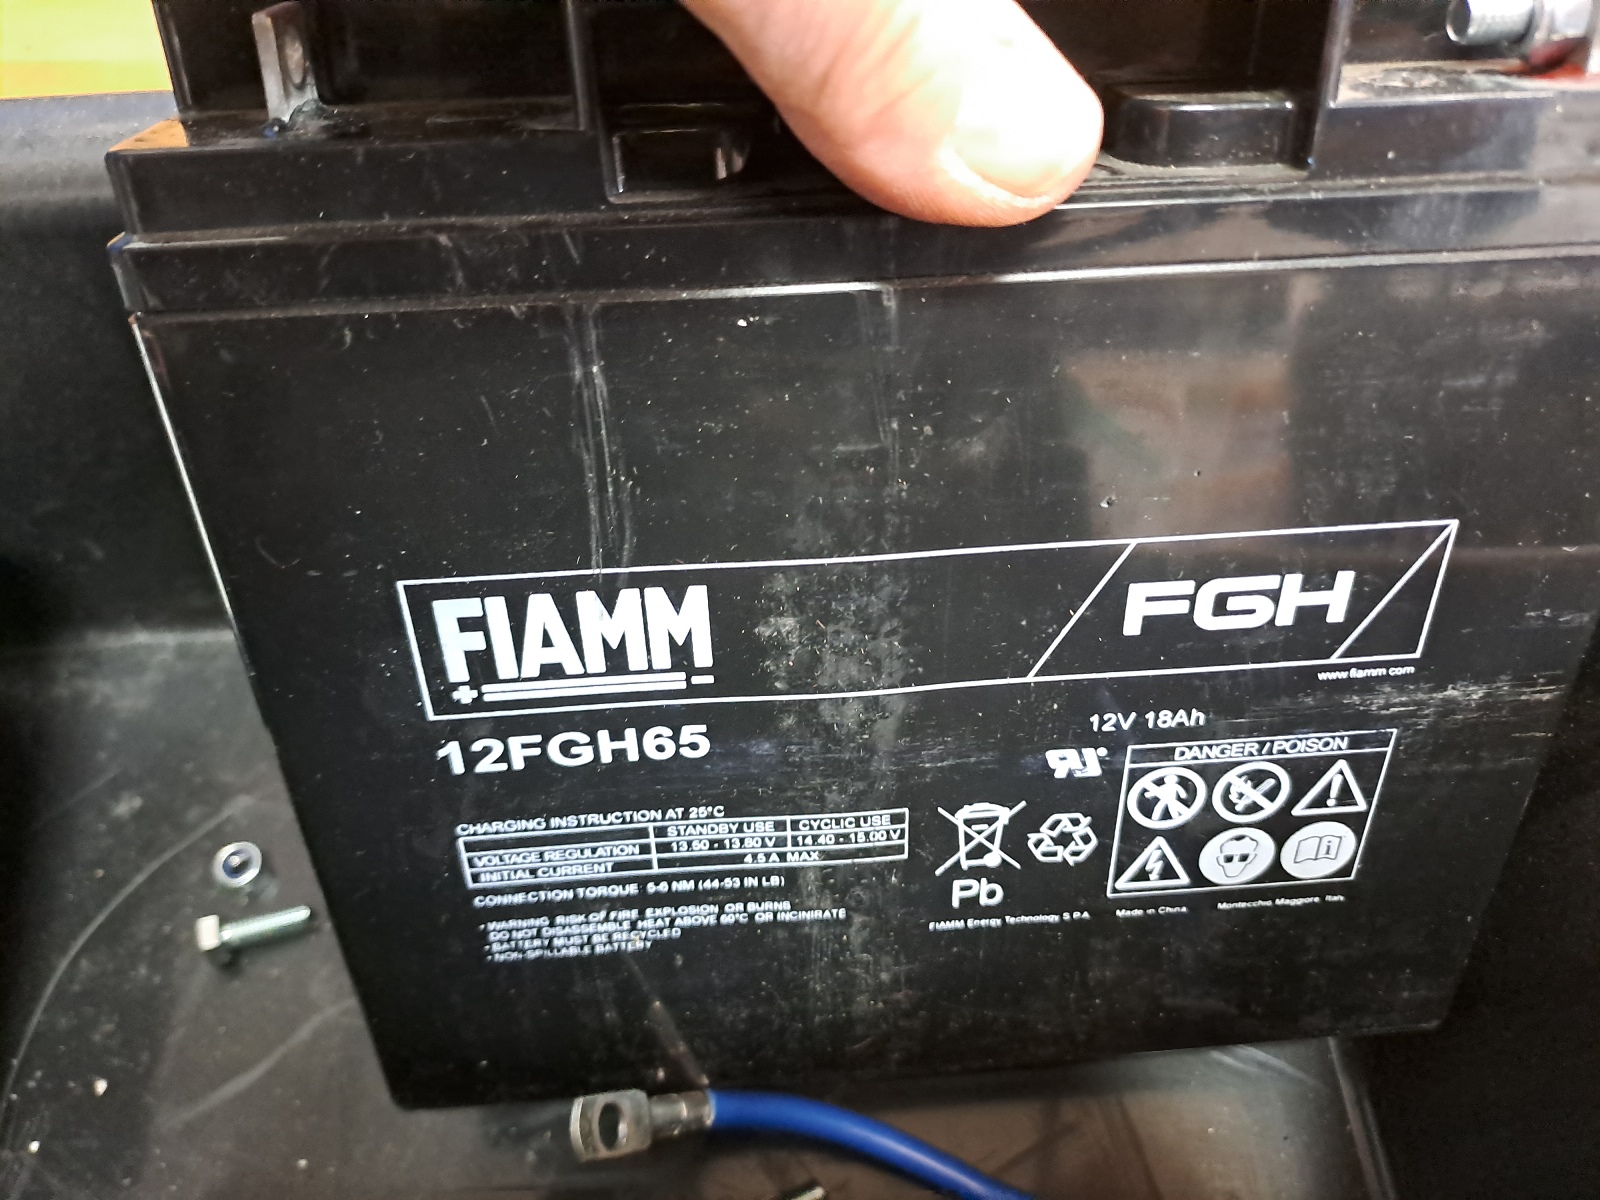 FIAMM
+ -
FGH
www.fiamm.com
12FGH65
12V 18Ah
DANGER / POISON
CHARGING INSTRUCTION AT 25°C
STANDBY USE CYCLIC USE
VOLTAGE REGULATION 13.50 - 13.80 V 14.40 - 15.00 V
INITIAL CURRENT 4.5 A MAX
CONNECTION TORQUE: 5-6 NM (44-53 IN LB)
• WARNING RISK OF FIRE, EXPLOSION, OR BURNS
DO NOT DISASSEMBLE, HEAT ABOVE 60°C OR INCINIRATE
• BATTERY MUST BE RECYCLED
• NON-SPILLABLE BATTERY
Pb
FIAMM Energy Technology S.P.A. Made in China Montecchio Maggiore, Italy